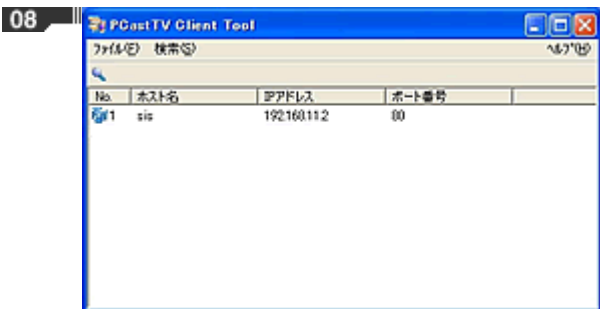 08
PCastTV Client Tool
ファイル(F) 検索(S) ヘルプ(H)
No. ホスト名 IPアドレス ポート番号
1 sis 192.168.11.2 80